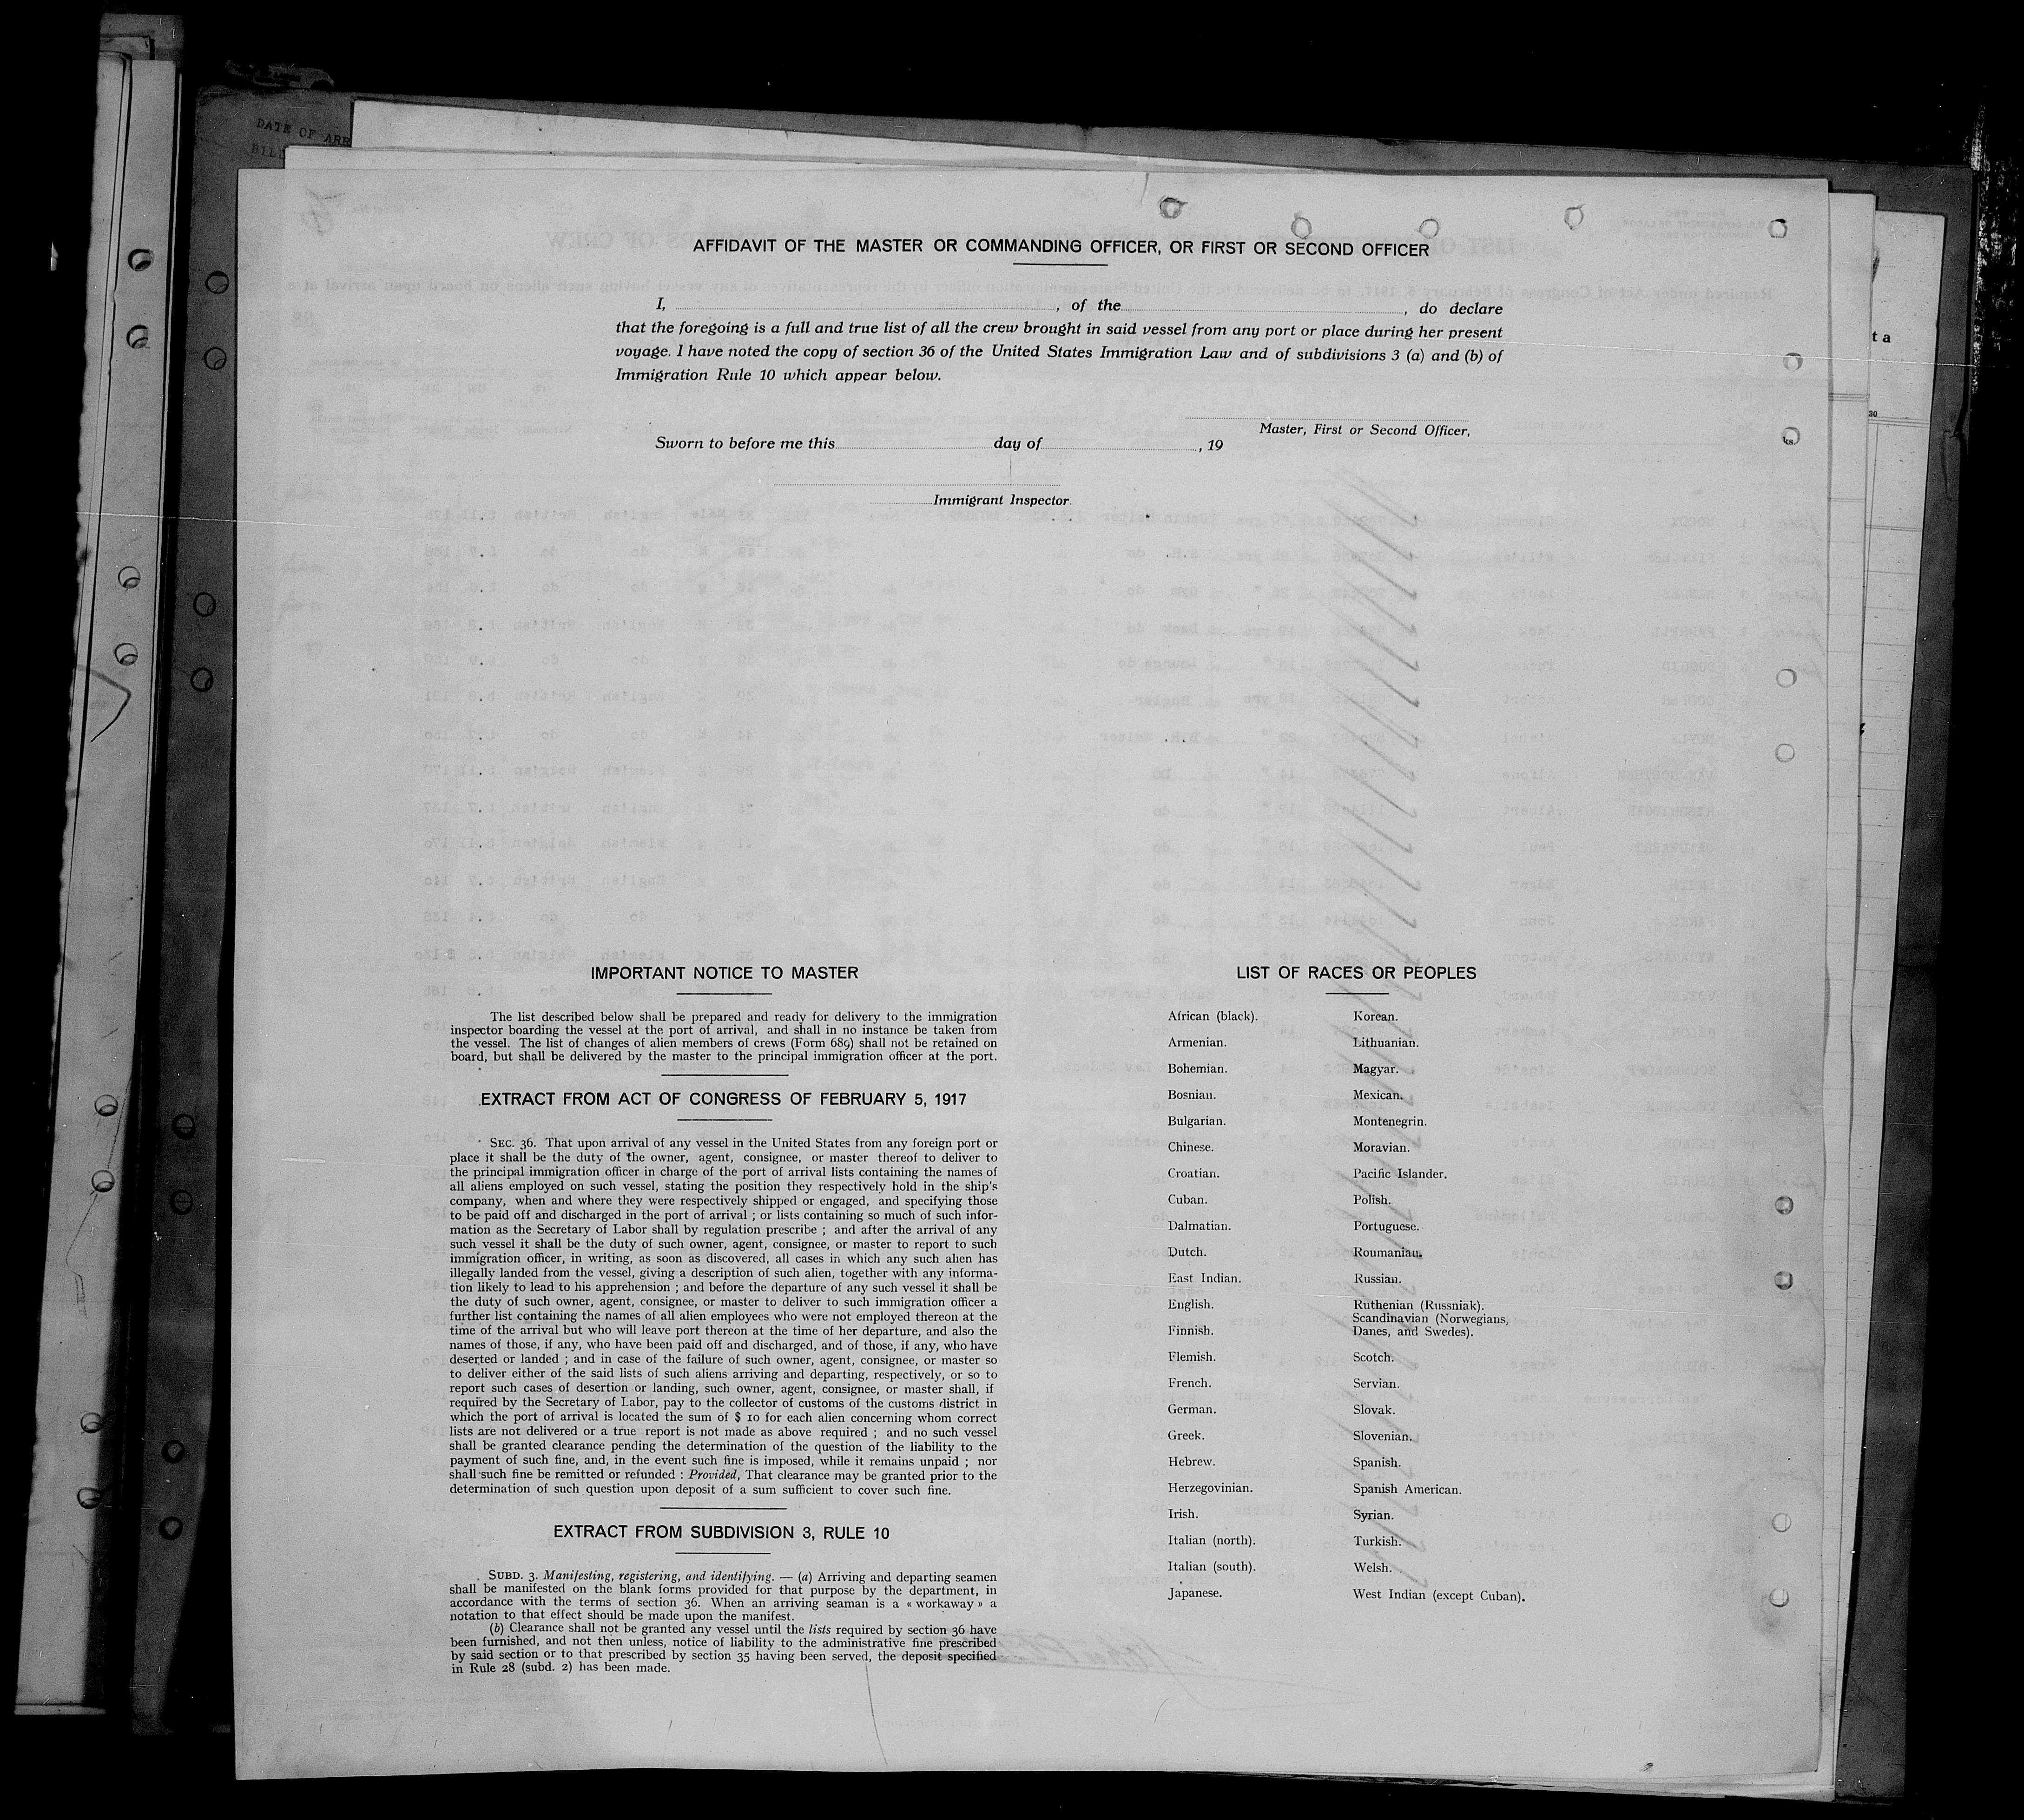 DATE OF ARR
BILL
AFFIDAVIT OF THE MASTER OR COMMANDING OFFICER, OR FIRST OR SECOND OFFICER
I, , of the , do declare
that the foregoing is a full and true list of all the crew brought in said vessel from any port or place during her present
voyage. I have noted the copy of section 36 of the United States Immigration Law and of subdivisions 3 (a) and (b) of
Immigration Rule 10 which appear below.
Master, First or Second Officer,
Sworn to before me this day of , 19
Immigrant Inspector
IMPORTANT NOTICE TO MASTER
The list described below shall be prepared and ready for delivery to the immigration
inspector boarding the vessel at the port of arrival, and shall in no instance be taken from
the vessel. The list of changes of alien members of crews (Form 689) shall not be retained on
board, but shall be delivered by the master to the principal immigration officer at the port.
EXTRACT FROM ACT OF CONGRESS OF FEBRUARY 5, 1917
SEC. 36. That upon arrival of any vessel in the United States from any foreign port or
place it shall be the duty of the owner, agent, consignee, or master thereof to deliver to
the principal immigration officer in charge of the port of arrival lists containing the names of
all aliens employed on such vessel, stating the position they respectively hold in the ship's
company, when and where they were respectively shipped or engaged, and specifying those
to be paid off and discharged in the port of arrival ; or lists containing so much of such infor-
mation as the Secretary of Labor shall by regulation prescribe ; and after the arrival of any
such vessel it shall be the duty of such owner, agent, consignee, or master to report to such
immigration officer, in writing, as soon as discovered, all cases in which any such alien has
illegally landed from the vessel, giving a description of such alien, together with any informa-
tion likely to lead to his apprehension ; and before the departure of any such vessel it shall be
the duty of such owner, agent, consignee, or master to deliver to such immigration officer a
further list containing the names of all alien employees who were not employed thereon at the
time of the arrival but who will leave port thereon at the time of her departure, and also the
names of those, if any, who have been paid off and discharged, and of those, if any, who have
deserted or landed ; and in case of the failure of such owner, agent, consignee, or master so
to deliver either of the said lists of such aliens arriving and departing, respectively, or so to
report such cases of desertion or landing, such owner, agent, consignee, or master shall, if
required by the Secretary of Labor, pay to the collector of customs of the customs district in
which the port of arrival is located the sum of $ 10 for each alien concerning whom correct
lists are not delivered or a true report is not made as above required ; and no such vessel
shall be granted clearance pending the determination of the question of the liability to the
payment of such fine, and, in the event such fine is imposed, while it remains unpaid ; nor
shall such fine be remitted or refunded : Provided, That clearance may be granted prior to the
determination of such question upon deposit of a sum sufficient to cover such fine.
EXTRACT FROM SUBDIVISION 3, RULE 10
SUBD. 3. Manifesting, registering, and identifying. — (a) Arriving and departing seamen
shall be manifested on the blank forms provided for that purpose by the department, in
accordance with the terms of section 36. When an arriving seaman is a « workaway » a
notation to that effect should be made upon the manifest.
(b) Clearance shall not be granted any vessel until the lists required by section 36 have
been furnished, and not then unless, notice of liability to the administrative fine prescribed
by said section or to that prescribed by section 35 having been served, the deposit specified
in Rule 28 (subd. 2) has been made.
LIST OF RACES OR PEOPLES
African (black).
Armenian.
Bohemian.
Bosnian.
Bulgarian.
Chinese.
Croatian.
Cuban.
Dalmatian.
Dutch.
East Indian.
English.
Finnish.
Flemish.
French.
German.
Greek.
Hebrew.
Herzegovinian.
Irish.
Italian (north).
Italian (south).
Japanese.
Korean.
Lithuanian.
Magyar.
Mexican.
Montenegrin.
Moravian.
Pacific Islander.
Polish.
Portuguese.
Roumanian.
Russian.
Ruthenian (Russniak).
Scandinavian (Norwegians,
Danes, and Swedes).
Scotch.
Servian.
Slovak.
Slovenian.
Spanish.
Spanish American.
Syrian.
Turkish.
Welsh.
West Indian (except Cuban).